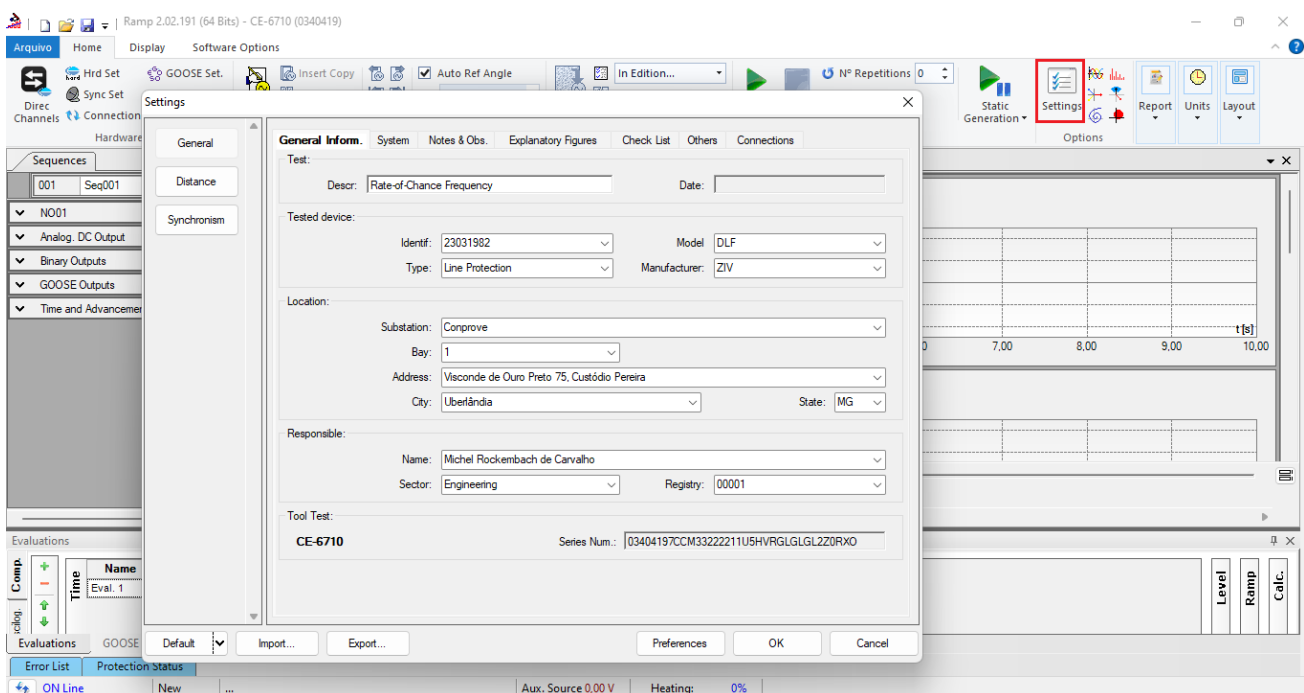 Ramp 2.02.191 (64 Bits) - CE-6710 (0340419)
Arquivo Home Display Software Options
Hrd Set GOOSE Set. Insert Copy Auto Ref Angle In Edition... Nº Repetitions 0
Sync Set
Direc
Channels Connection
Static
Generation Settings Report Units Layout
Hardware Options
Settings
Sequences
001 Seq001
NO01
Analog. DC Output
Binary Outputs
GOOSE Outputs
Time and Advancemen
General
Distance
Synchronism
General Inform. System Notes & Obs. Explanatory Figures Check List Others Connections
Test:
Descr: Rate-of-Chance Frequency Date:
Tested device:
Identif: 23031982 Model DLF
Type: Line Protection Manufacturer: ZIV
Location:
Substation: Conprove
Bay: 1
Address: Visconde de Ouro Preto 75, Custódio Pereira
City: Uberlândia State: MG
Responsible:
Name: Michel Rockembach de Carvalho
Sector: Engineering Registry: 00001
Tool Test:
CE-6710 Series Num.: 03404197CCM33222211U5HVRGLGLGL2Z0RXO
Default Import... Export... Preferences OK Cancel
t [s]
7,00 8,00 9,00 10,00
Evaluations
Comp.
Time
Name
Eval. 1
Level
Ramp
Calc.
Evaluations GOOSE
Error List Protection Status
ON Line New ... Aux. Source 0,00 V Heating: 0%